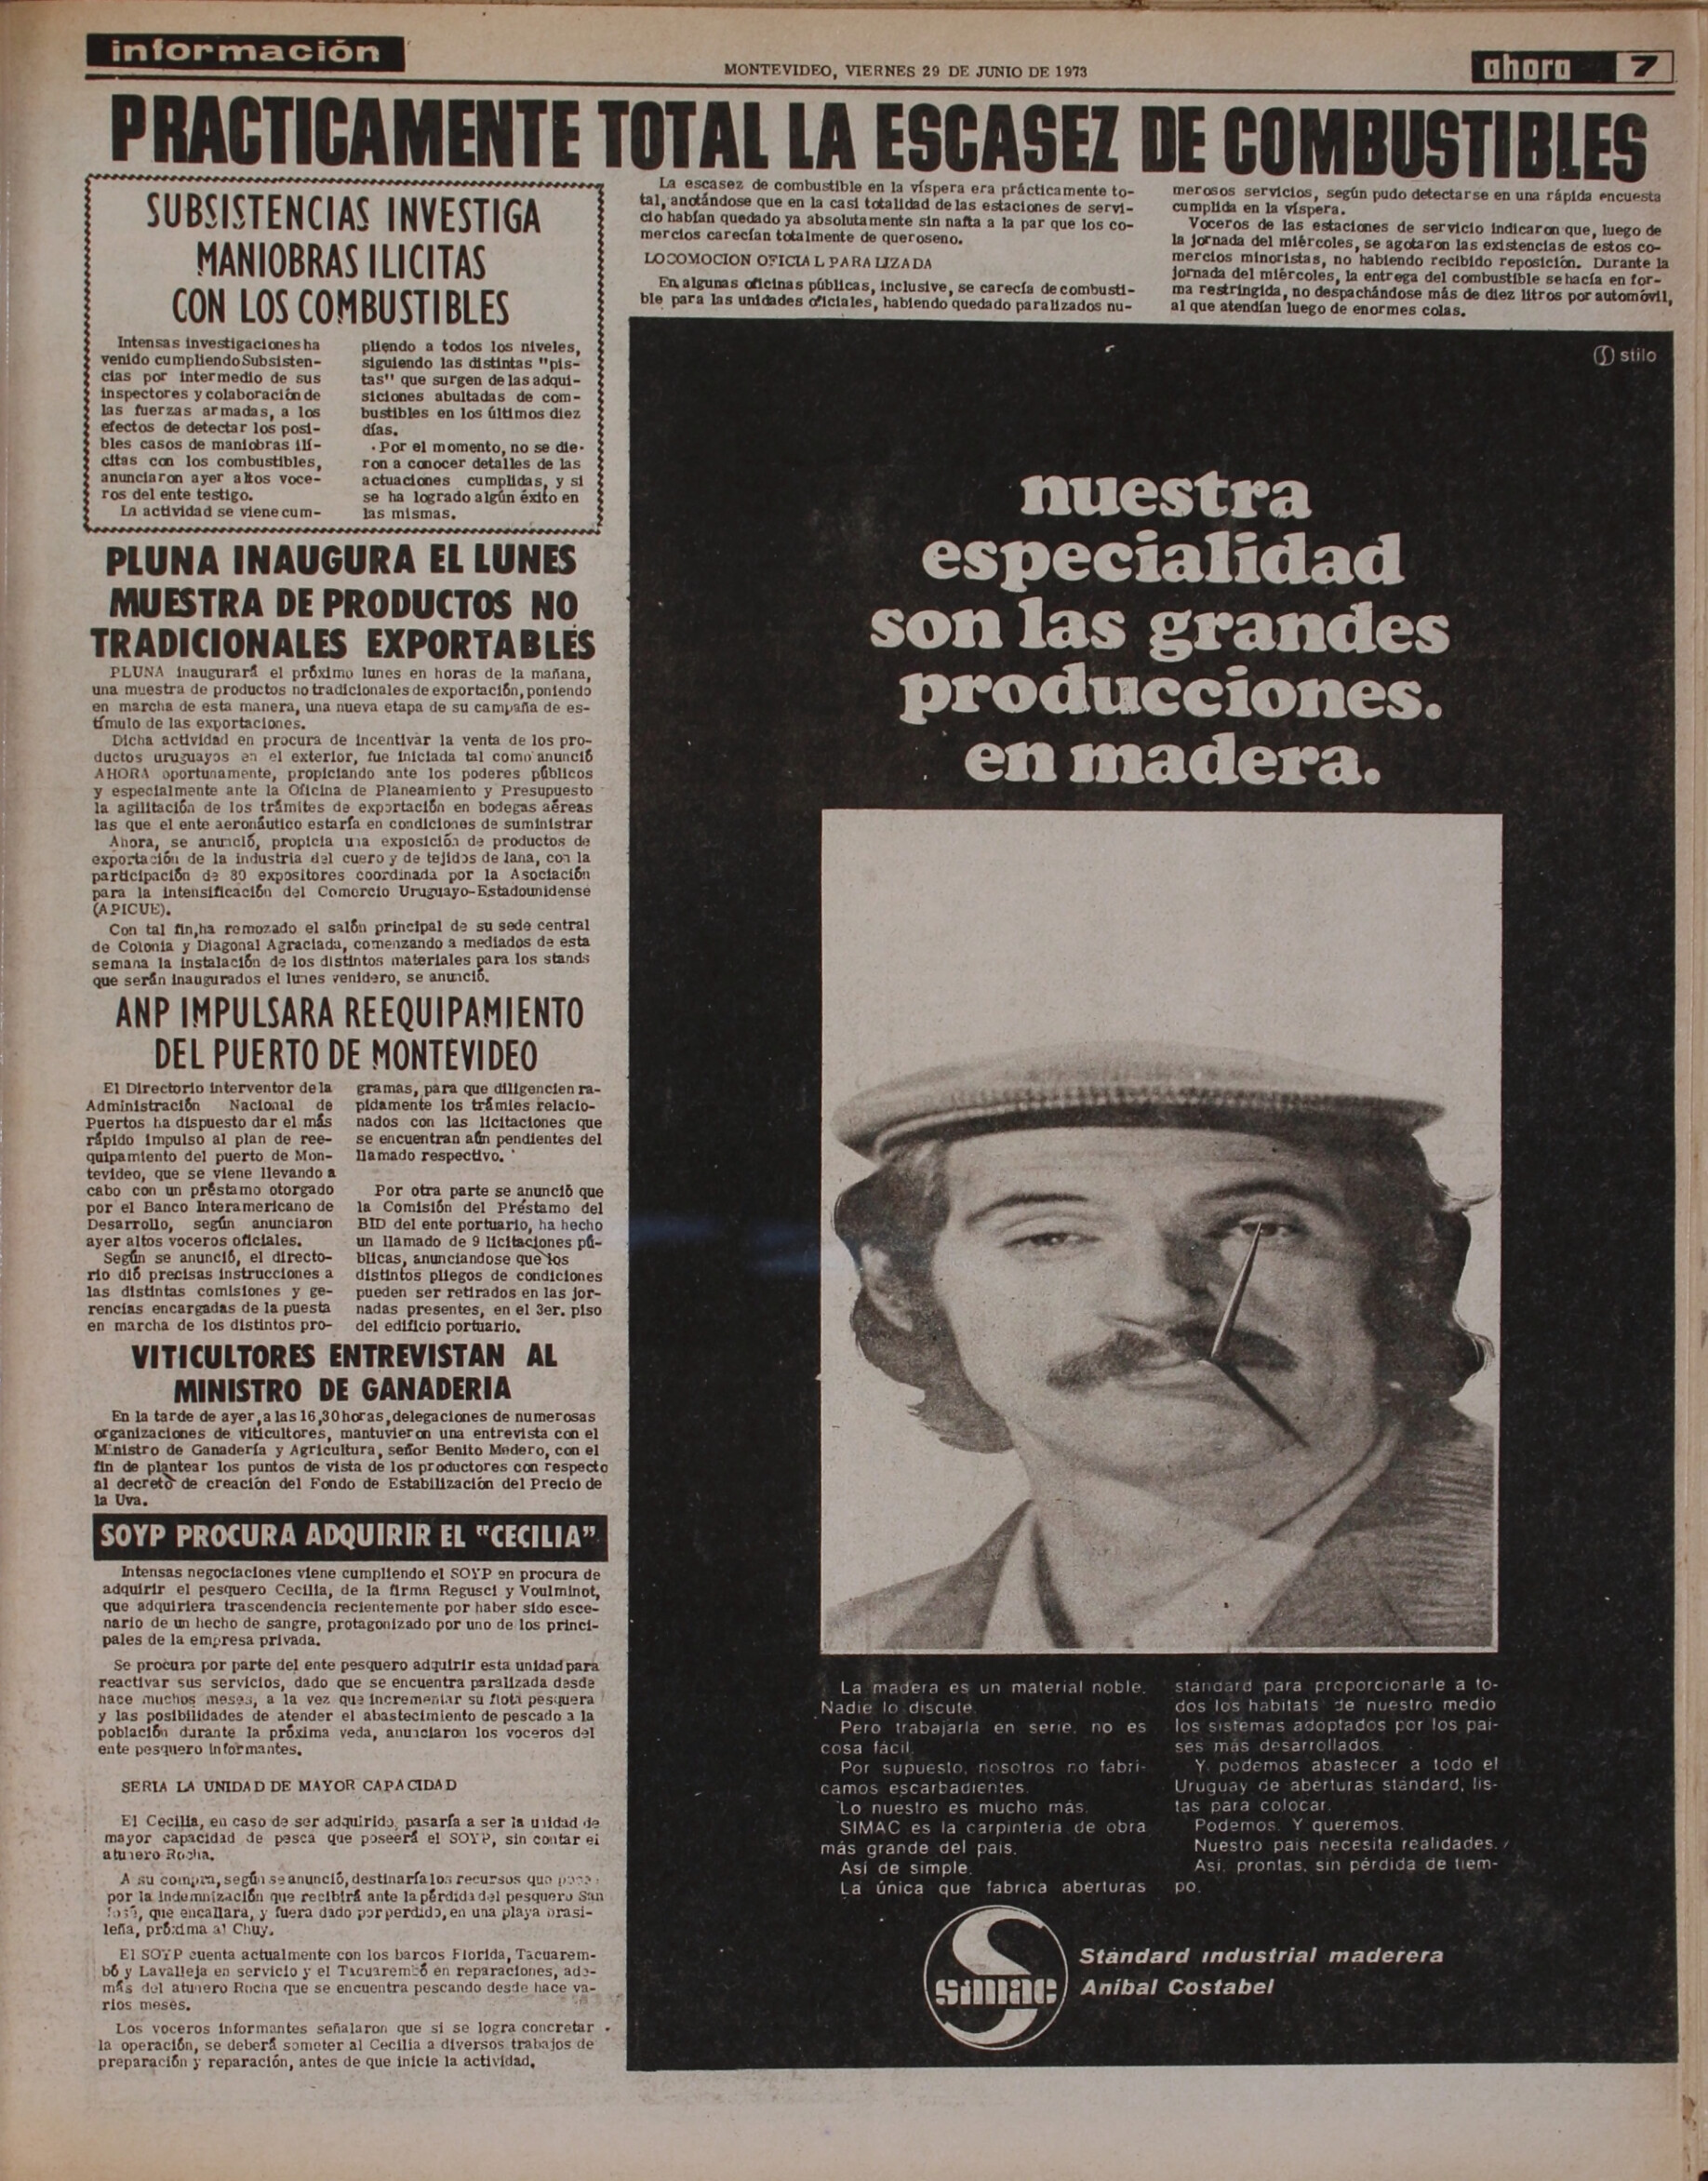 información
MONTEVIDEO, VIERNES 29 DE JUNIO DE 1973
ahora 7
PRACTICAMENTE TOTAL LA ESCASEZ DE COMBUSTIBLES
La escasez de combustible en la víspera era prácticamente to-
tal, anotándose que en la casi totalidad de las estaciones de servi-
cio habían quedado ya absolutamente sin nafta a la par que los co-
mercios carecían totalmente de queroseno.
LOCOMOCION OFICIAL PARALIZADA
En algunas oficinas públicas, inclusive, se carecía de combusti-
ble para las unidades oficiales, habiendo quedado paralizados nu-
merosos servicios, según pudo detectarse en una rápida encuesta
cumplida en la víspera.
Voceros de las estaciones de servicio indicaron que, luego de
la jornada del miércoles, se agotaron las existencias de estos co-
mercios minoristas, no habiendo recibido reposición. Durante la
jornada del miércoles, la entrega del combustible se hacía en for-
ma restringida, no despachándose más de diez litros por automóvil,
al que atendían luego de enormes colas.
SUBSISTENCIAS INVESTIGA
MANIOBRAS ILICITAS
CON LOS COMBUSTIBLES
Intensas investigaciones ha
venido cumpliendo Subsisten-
cias por intermedio de sus
inspectores y colaboración de
las fuerzas armadas, a los
efectos de detectar los posi-
bles casos de maniobras ilí-
citas con los combustibles,
anunciaron ayer altos voce-
ros del ente testigo.
La actividad se viene cum-
pliendo a todos los niveles,
siguiendo las distintas "pis-
tas" que surgen de las adqui-
siciones abultadas de com-
bustibles en los últimos diez
días.
Por el momento, no se die-
ron a conocer detalles de las
actuaciones cumplidas, y si
se ha logrado algún éxito en
las mismas.
PLUNA INAUGURA EL LUNES
MUESTRA DE PRODUCTOS NO
TRADICIONALES EXPORTABLES
PLUNA inaugurará el próximo lunes en horas de la mañana,
una muestra de productos no tradicionales de exportación, poniendo
en marcha de esta manera, una nueva etapa de su campaña de es-
tímulo de las exportaciones.
Dicha actividad en procura de incentivar la venta de los pro-
ductos uruguayos en el exterior, fue iniciada tal como anunció
AHORA oportunamente, propiciando ante los poderes públicos
y especialmente ante la Oficina de Planeamiento y Presupuesto
la agilitación de los trámites de exportación en bodegas aéreas
las que el ente aeronáutico estaría en condiciones de suministrar
Ahora, se anunció, propicia una exposición de productos de
exportación de la industria del cuero y de tejidos de lana, con la
participación de 80 expositores coordinada por la Asociación
para la intensificación del Comercio Uruguayo-Estadounidense
(APICUE).
Con tal fin, ha remozado el salón principal de su sede central
de Colonia y Diagonal Agraciada, comenzando a mediados de esta
semana la instalación de los distintos materiales para los stands
que serán inaugurados el lunes venidero, se anunció.
ANP IMPULSARA REEQUIPAMIENTO
DEL PUERTO DE MONTEVIDEO
El Directorio interventor de la
Administración Nacional de
Puertos ha dispuesto dar el más
rápido impulso al plan de ree-
quipamiento del puerto de Mon-
tevideo, que se viene llevando a
cabo con un préstamo otorgado
por el Banco Interamericano de
Desarrollo, según anunciaron
ayer altos voceros oficiales.
Según se anunció, el directo-
rio dió precisas instrucciones a
las distintas comisiones y ge-
rencias encargadas de la puesta
en marcha de los distintos pro-
gramas, para que diligencien ra-
pidamente los trámies relacio-
nados con las licitaciones que
se encuentran aún pendientes del
llamado respectivo.
Por otra parte se anunció que
la Comisión del Préstamo del
BID del ente portuario, ha hecho
un llamado de 9 licitaciones pú-
blicas, anunciandose que los
distintos pliegos de condiciones
pueden ser retirados en las jor-
nadas presentes, en el 3er. piso
del edificio portuario.
VITICULTORES ENTREVISTAN AL
MINISTRO DE GANADERIA
En la tarde de ayer, a las 16,30 horas, delegaciones de numerosas
organizaciones de viticultores, mantuvieron una entrevista con el
Ministro de Ganadería y Agricultura, señor Benito Medero, con el
fin de plantear los puntos de vista de los productores con respecto
al decreto de creación del Fondo de Estabilización del Precio de
la Uva.
SOYP PROCURA ADQUIRIR EL "CECILIA"
Intensas negociaciones viene cumpliendo el SOYP en procura de
adquirir el pesquero Cecilia, de la firma Regusci y Voulminot,
que adquiriera trascendencia recientemente por haber sido esce-
nario de un hecho de sangre, protagonizado por uno de los princi-
pales de la empresa privada.
Se procura por parte del ente pesquero adquirir esta unidad para
reactivar sus servicios, dado que se encuentra paralizada desde
hace muchos meses, a la vez que incrementar su flota pesquera
y las posibilidades de atender el abastecimiento de pescado a la
población durante la próxima veda, anunciaron los voceros del
ente pesquero informantes.
SERIA LA UNIDAD DE MAYOR CAPACIDAD
El Cecilia, en caso de ser adquirido, pasaría a ser la unidad de
mayor capacidad de pesca que poseerá el SOYP, sin contar el
atunero Rocha.
A su compra, según se anunció, destinaría los recursos que
por la indemnización que recibirá ante la pérdida del pesquero San
José, que encallara, y fuera dado por perdido, en una playa brasi-
leña, próxima al Chuy.
El SOYP cuenta actualmente con los barcos Florida, Tacuarem-
bó y Lavalleja en servicio y el Tacuarembó en reparaciones, ade-
más del atunero Rocha que se encuentra pescando desde hace va-
rios meses.
Los voceros informantes señalaron que si se logra concretar
la operación, se deberá someter al Cecilia a diversos trabajos de
preparación y reparación, antes de que inicie la actividad.
stilo
nuestra
especialidad
son las grandes
producciones.
en madera.
La madera es un material noble.
Nadie lo discute.
Pero trabajarla en serie, no es
cosa fácil.
Por supuesto, nosotros no fabri-
camos escarbadientes.
Lo nuestro es mucho más.
SIMAC es la carpintería de obra
más grande del país.
Así de simple.
La única que fabrica aberturas
standard para proporcionarle a to-
dos los habitats de nuestro medio
los sistemas adoptados por los paí-
ses más desarrollados.
Y podemos abastecer a todo el
Uruguay de aberturas stándard, lis-
tas para colocar.
Podemos. Y queremos.
Nuestro país necesita realidades.
Así, prontas, sin pérdida de tiem-
po.
simac
Stándard industrial maderera
Aníbal Costabel